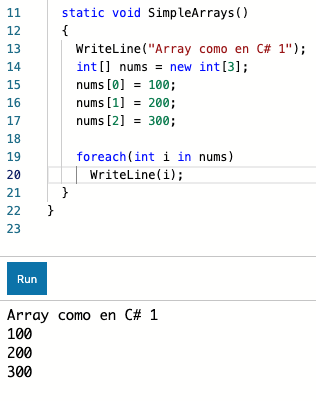 11 static void SimpleArrays()
12 {
13 WriteLine("Array como en C# 1");
14 int[] nums = new int[3];
15 nums[0] = 100;
16 nums[1] = 200;
17 nums[2] = 300;
18
19 foreach(int i in nums)
20 WriteLine(i);
21 }
22 }
23
Run
Array como en C# 1
100
200
300